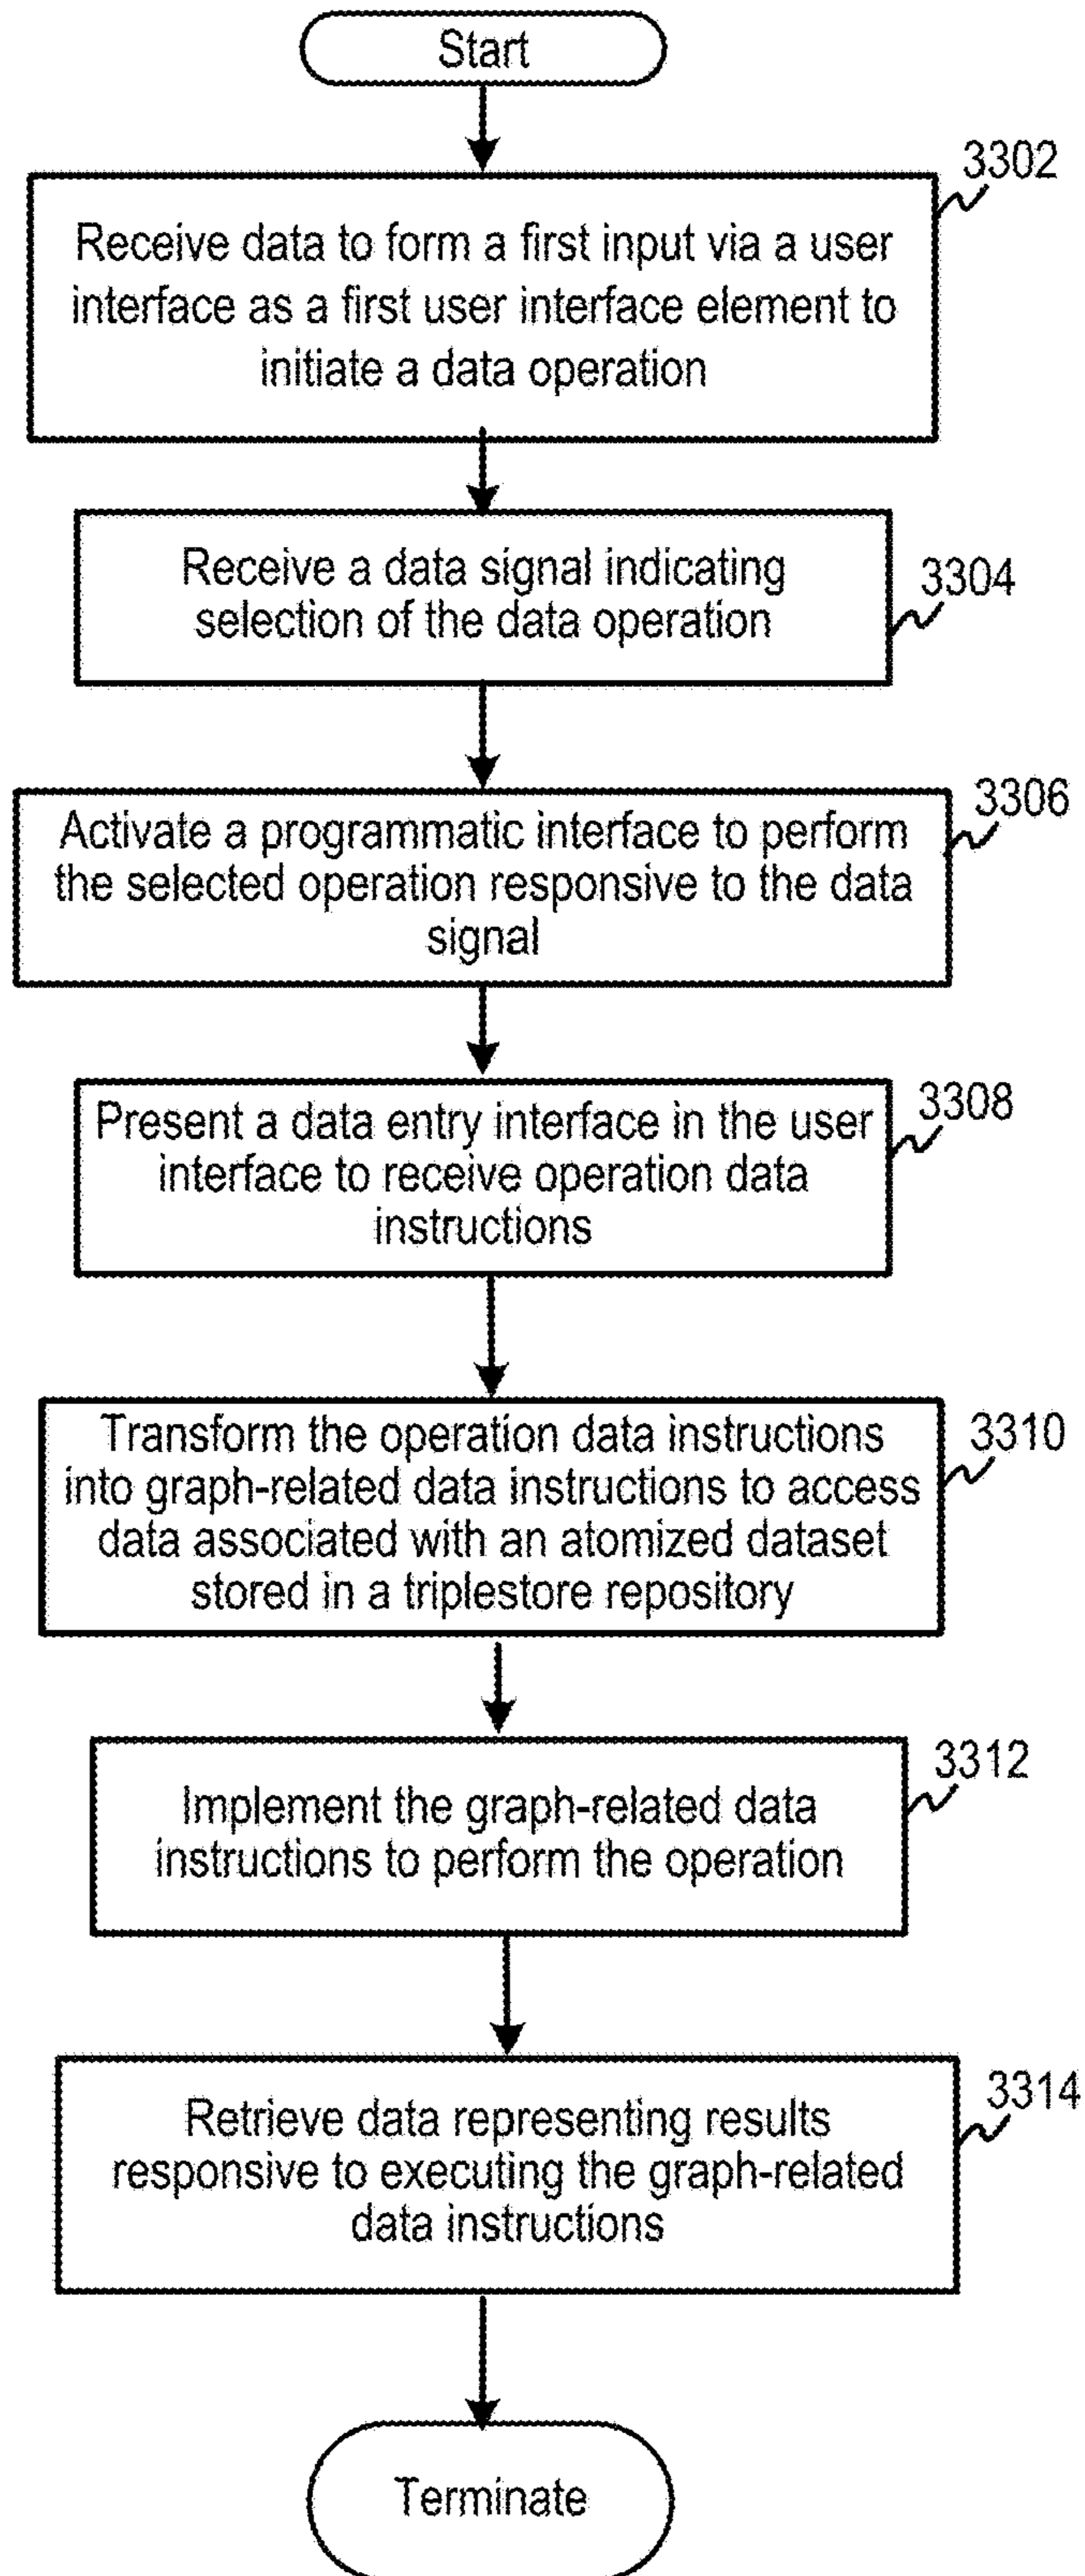 Start
3302
Receive data to form a first input via a user
interface as a first user interface element to
initiate a data operation
Receive a data signal indicating
selection of the data operation
3304
3306
Activate a programmatic interface to perform
the selected operation responsive to the data
signal
3308
Present a data entry interface in the user
interface to receive operation data
instructions
3310
Transform the operation data instructions
into graph-related data instructions to access
data associated with an atomized dataset
stored in a triplestore repository
3312
Implement the graph-related data
instructions to perform the operation
3314
Retrieve data representing results
responsive to executing the graph-related
data instructions
Terminate